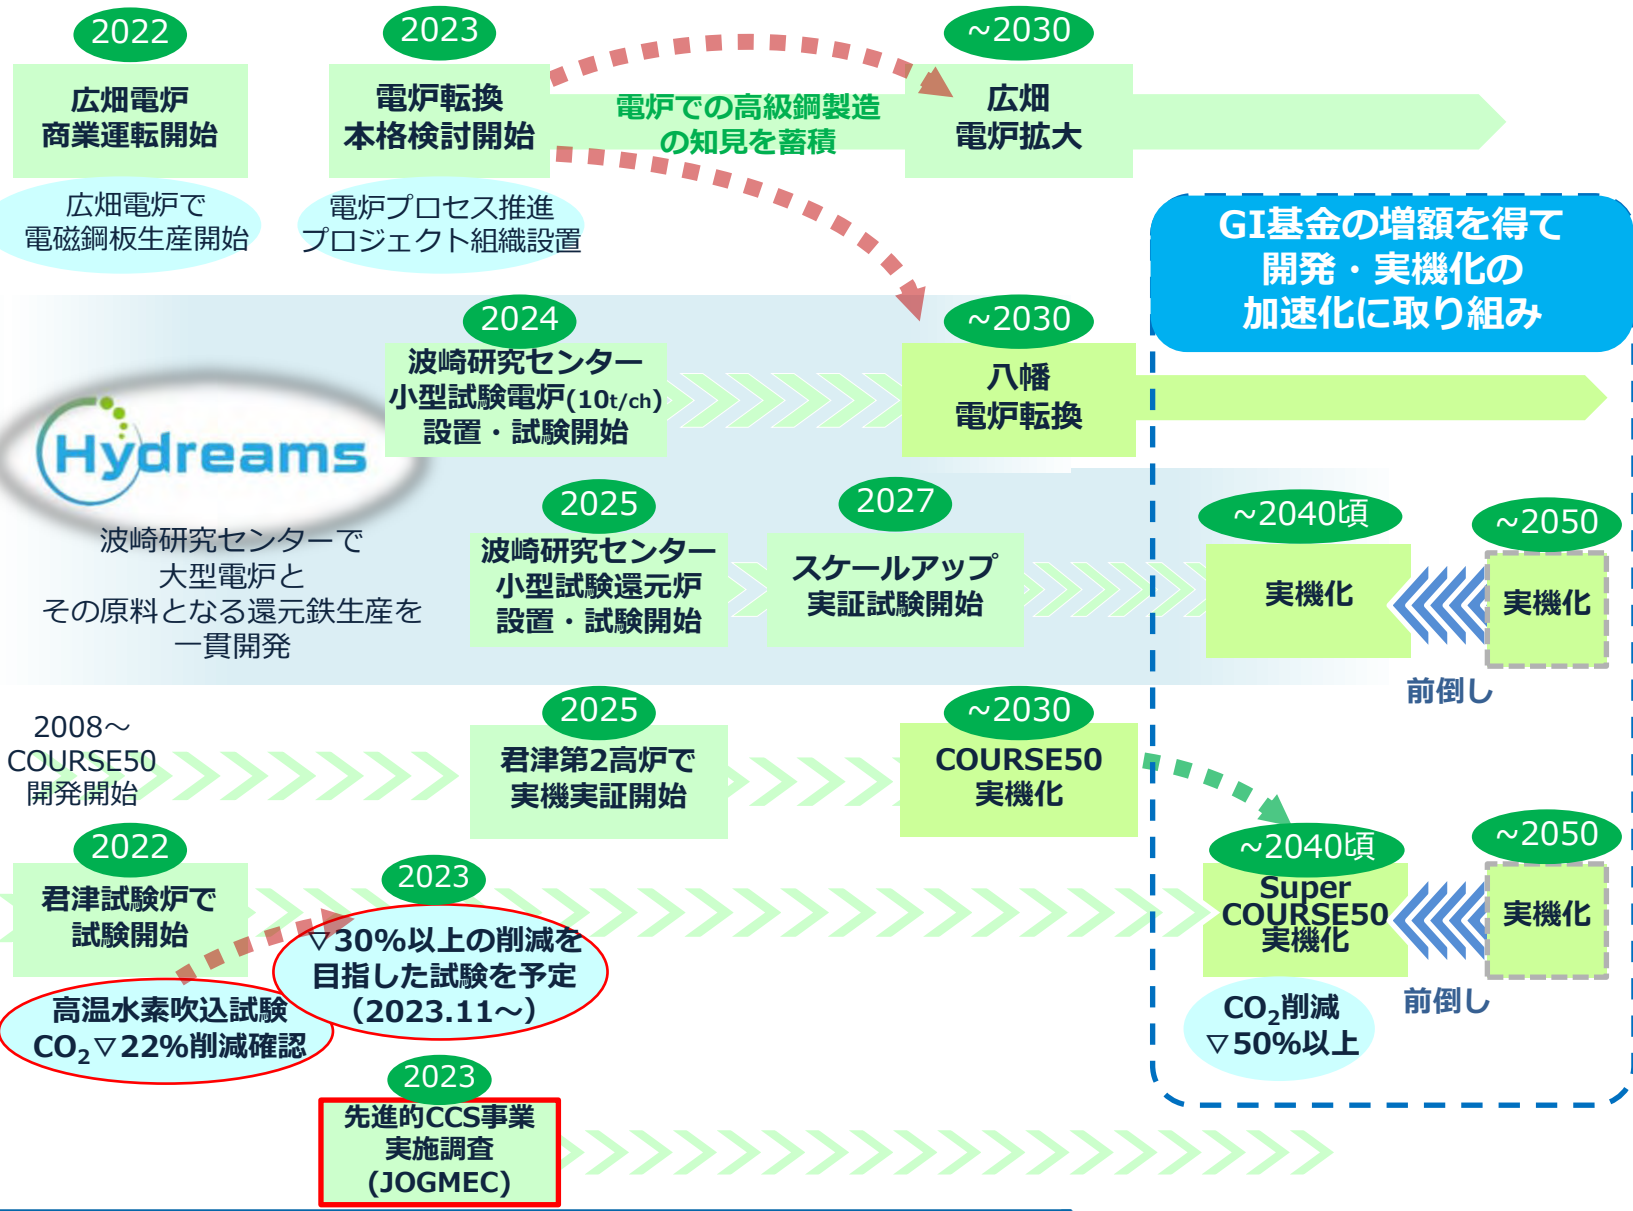 2022
広畑電炉
商業運転開始
広畑電炉で
電磁鋼板生産開始
2023
電炉転換
本格検討開始
電炉プロセス推進
プロジェクト組織設置
電炉での高級鋼製造
の知見を蓄積
~2030
広畑
電炉拡大
GI基金の増額を得て
開発・実機化の
加速化に取り組み
Hydreams
波崎研究センターで
大型電炉と
その原料となる還元鉄生産を
一貫開発
2024
波崎研究センター
小型試験電炉(10t/ch)
設置・試験開始
~2030
八幡
電炉転換
2025
波崎研究センター
小型試験還元炉
設置・試験開始
2027
スケールアップ
実証試験開始
~2040頃
実機化
~2050
実機化
前倒し
2008～
COURSE50
開発開始
2025
君津第2高炉で
実機実証開始
~2030
COURSE50
実機化
2022
君津試験炉で
試験開始
高温水素吹込試験
CO₂▽22%削減確認
2023
▽30%以上の削減を
目指した試験を予定
（2023.11～）
~2040頃
Super
COURSE50
実機化
CO₂削減
▽50%以上
~2050
実機化
前倒し
2023
先進的CCS事業
実施調査
(JOGMEC)